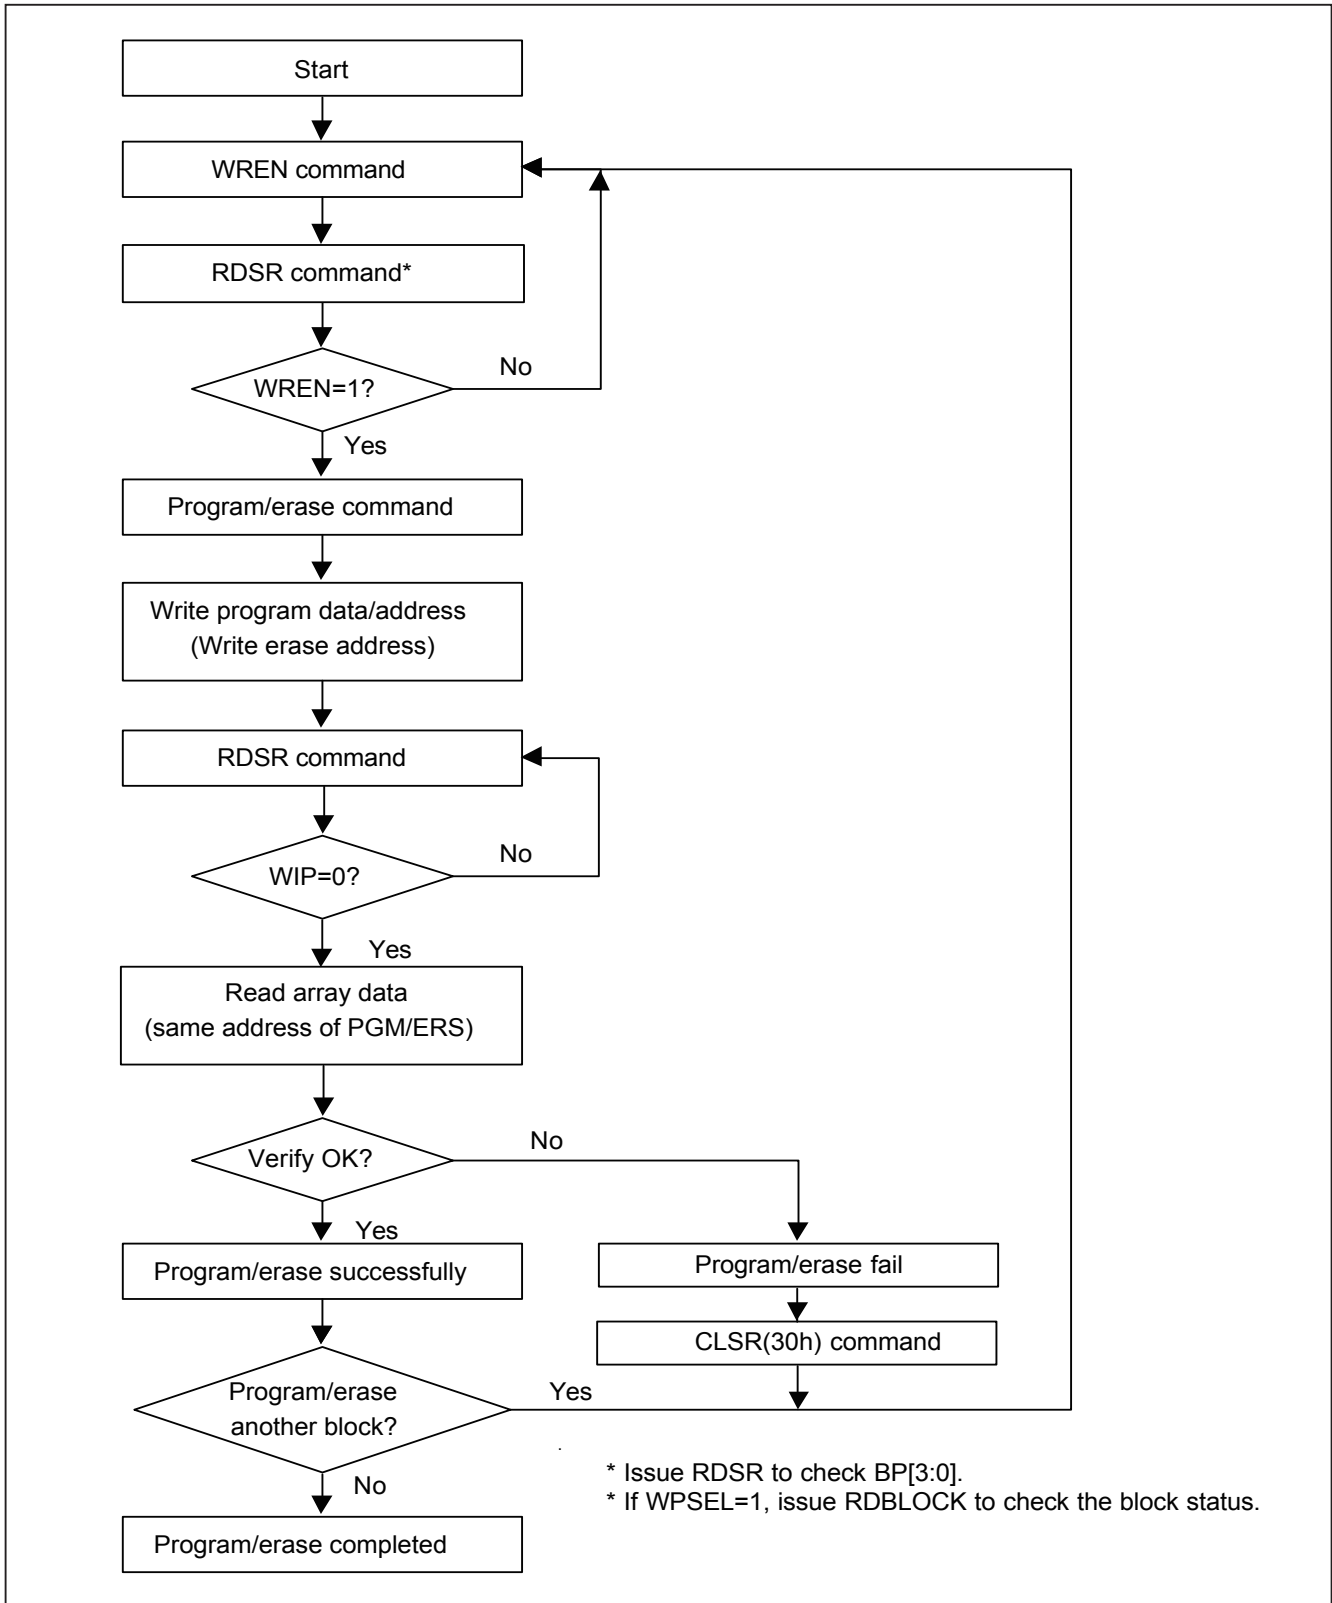 Start
WREN command
RDSR command*
WREN=1?
No
Yes
Program/erase command
Write program data/address
(Write erase address)
RDSR command
WIP=0?
No
Yes
Read array data
(same address of PGM/ERS)
Verify OK?
No
Yes
Program/erase successfully
Program/erase fail
CLSR(30h) command
Program/erase
another block?
Yes
No
* Issue RDSR to check BP[3:0].
* If WPSEL=1, issue RDBLOCK to check the block status.
Program/erase completed